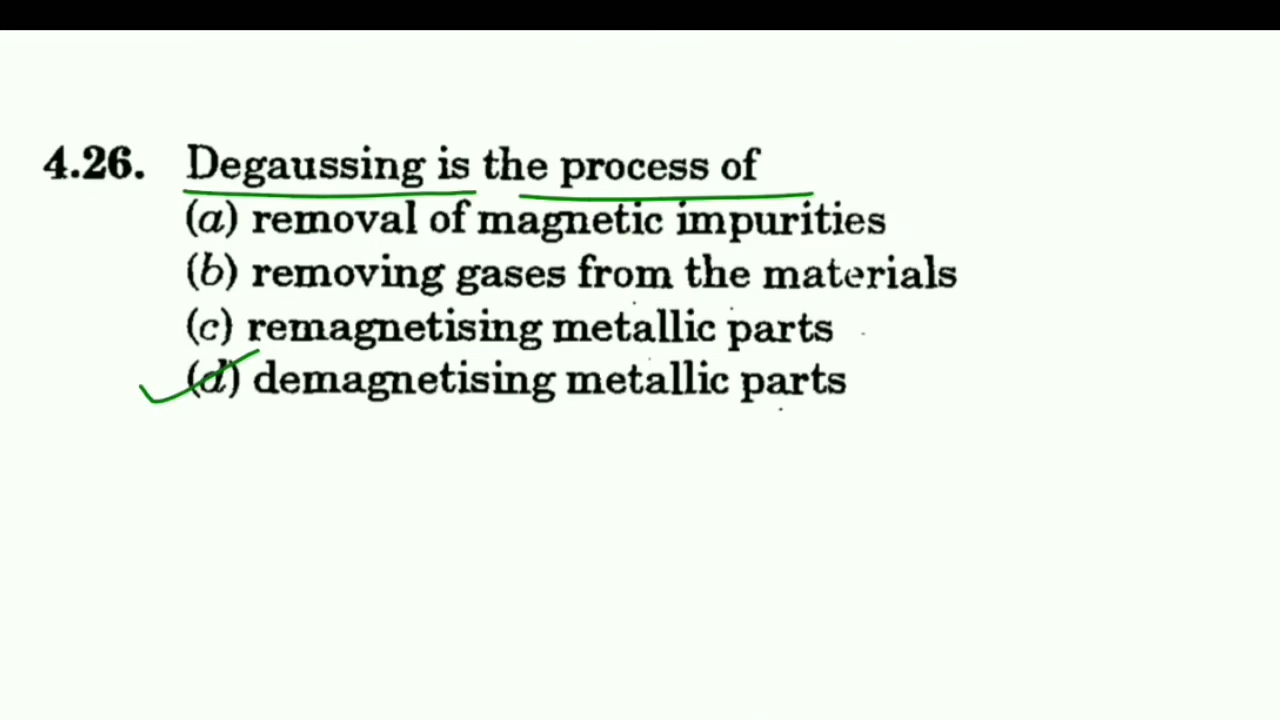 4.26. Degaussing is the process of
(a) removal of magnetic impurities
(b) removing gases from the materials
(c) remagnetising metallic parts
(d) demagnetising metallic parts